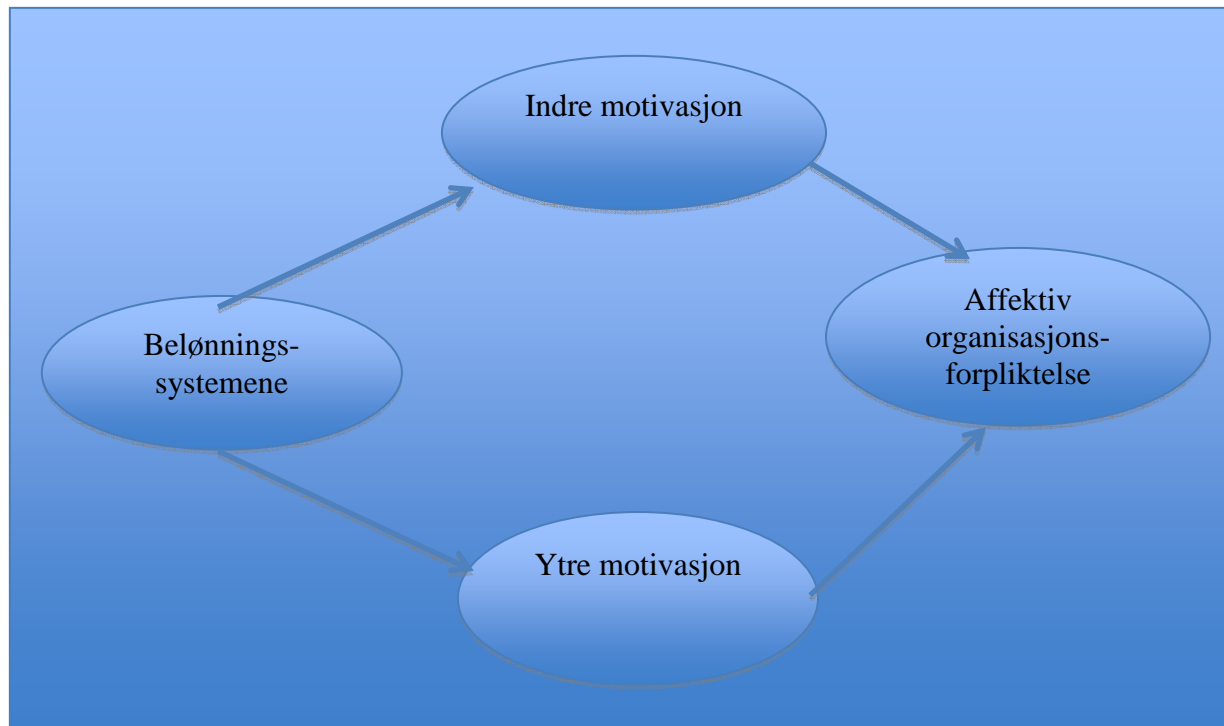 Indre motivasjon
Belønnings-
systemene
Affektiv
organisasjons-
forpliktelse
Ytre motivasjon